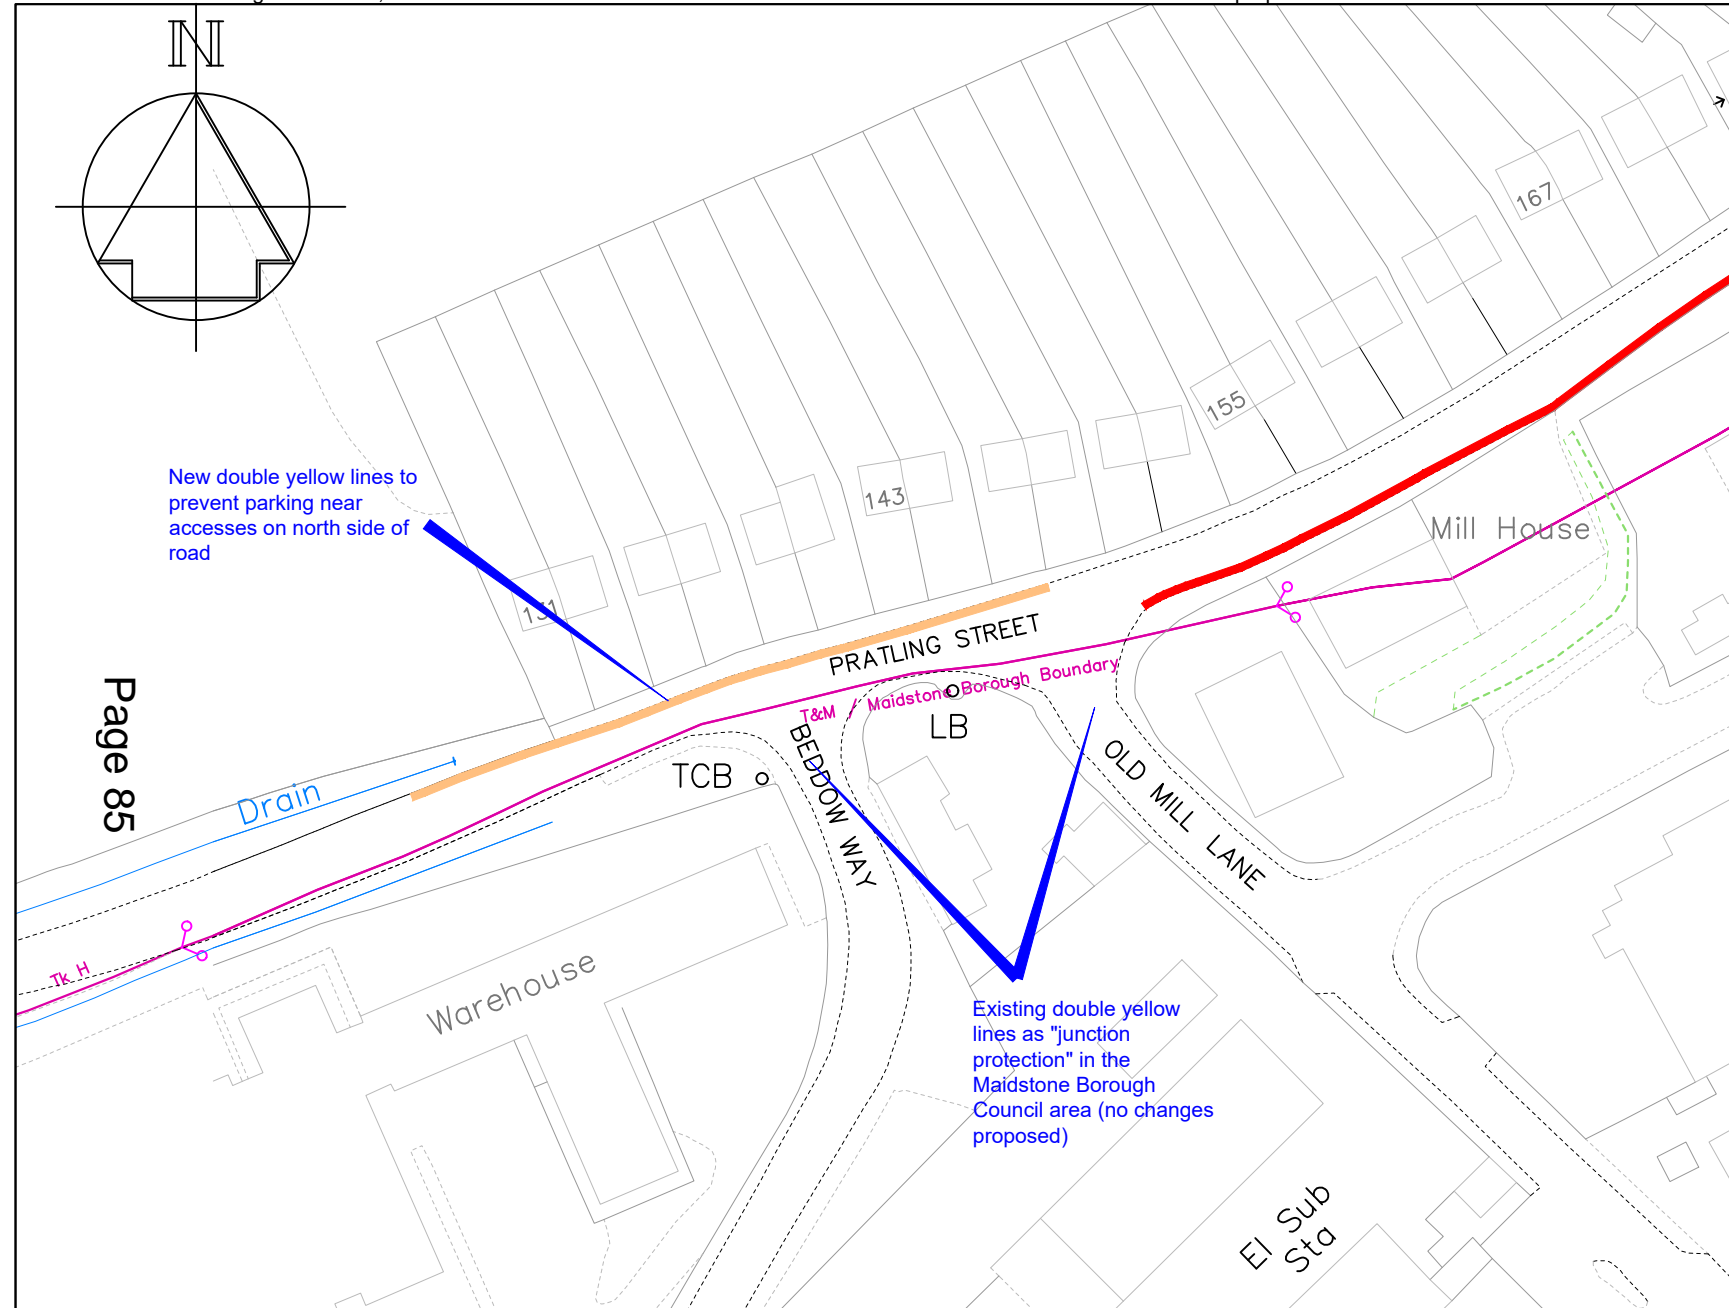 N
167
155
143
131
New double yellow lines to
prevent parking near
accesses on north side of
road
Mill House
PRATLING STREET
T&M / Maidstone Borough Boundary
LB
TCB
BEDDOW WAY
OLD MILL LANE
Drain
Page 85
Tk H
Warehouse
Existing double yellow
lines as "junction
protection" in the
Maidstone Borough
Council area (no changes
proposed)
El Sub
Sta